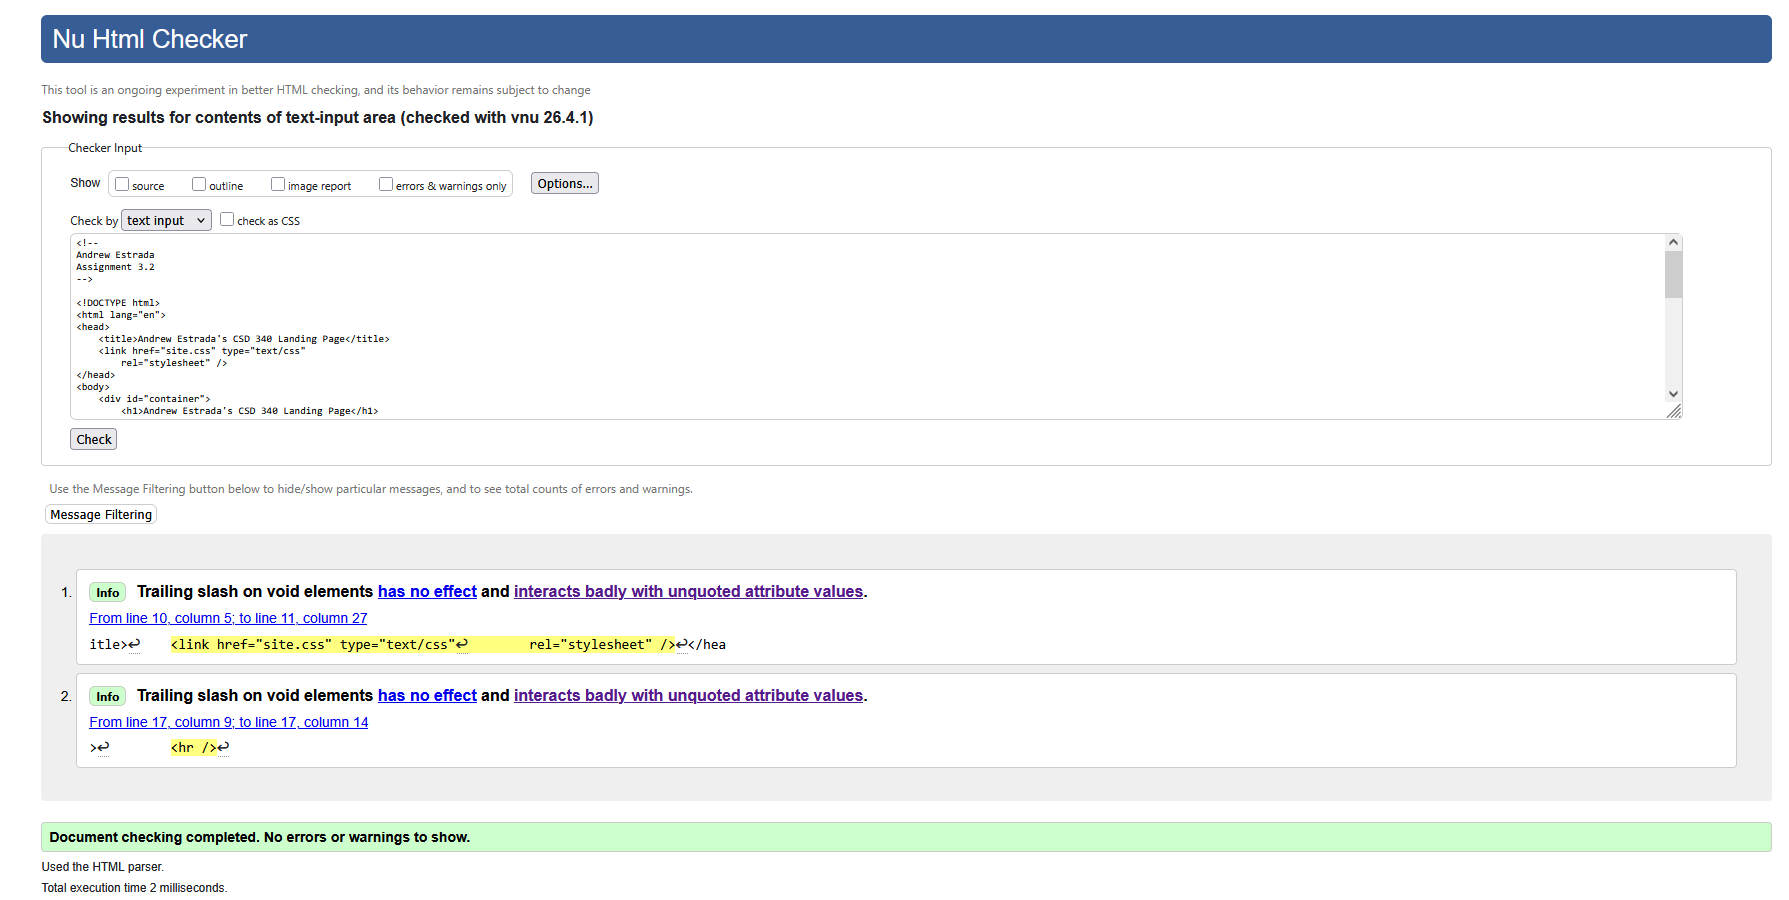 Nu Html Checker
This tool is an ongoing experiment in better HTML checking, and its behavior remains subject to change
Showing results for contents of text-input area (checked with vnu 26.4.1)
Checker Input
Show source outline image report errors & warnings only Options...
Check by text input check as CSS
<!--
Andrew Estrada
Assignment 3.2
-->
<!DOCTYPE html>
<html lang="en">
<head>
<title>Andrew Estrada's CSD 340 Landing Page</title>
<link href="site.css" type="text/css"
rel="stylesheet" />
</head>
<body>
<div id="container">
<h1>Andrew Estrada's CSD 340 Landing Page</h1>
Check
Use the Message Filtering button below to hide/show particular messages, and to see total counts of errors and warnings.
Message Filtering
1. Info Trailing slash on void elements has no effect and interacts badly with unquoted attribute values.
From line 10, column 5; to line 11, column 27
itle>↩ <link href="site.css" type="text/css"↩ rel="stylesheet" />↩</hea
2. Info Trailing slash on void elements has no effect and interacts badly with unquoted attribute values.
From line 17, column 9; to line 17, column 14
>↩ <hr />↩
Document checking completed. No errors or warnings to show.
Used the HTML parser.
Total execution time 2 milliseconds.